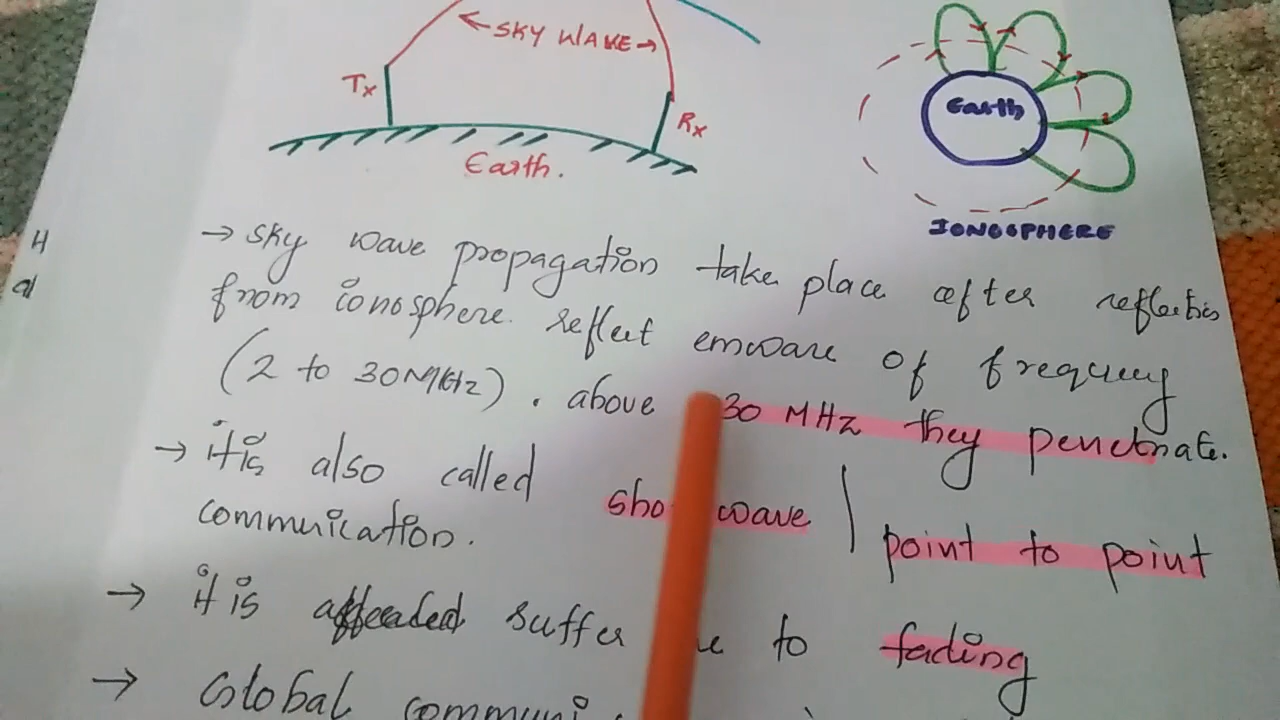 ← SKY WAVE →
Tx
Rx
Earth.
Earth
IONOSPHERE
→ sky wave propagation take place after reflection
from ionosphere. reflect emwave of frequency
(2 to 30MHz). above 30 MHz they penetrate.
→ it is also called wave | point to point
communication.
→ it is suffer to fading
→ Global